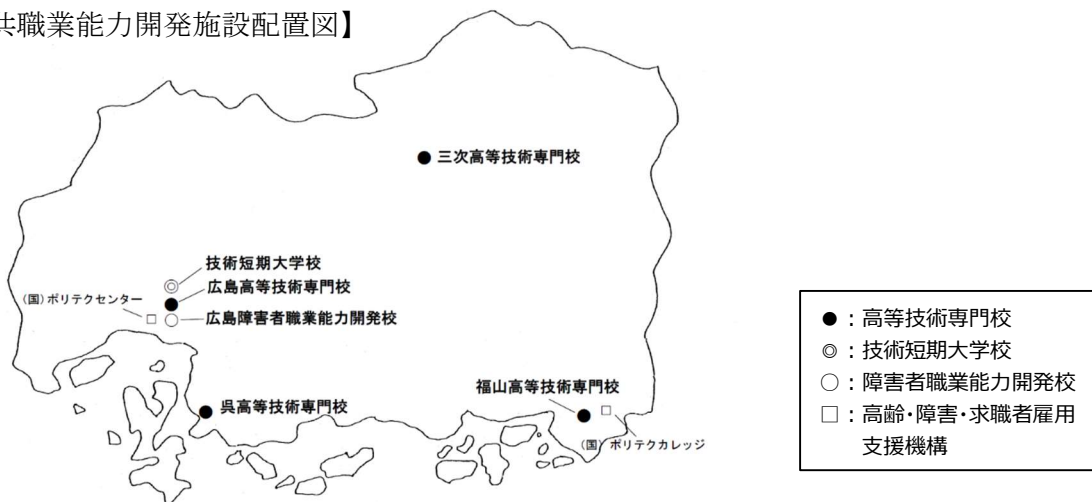 共職業能力開発施設配置図】
● 三次高等技術専門校
技術短期大学校
◎
広島高等技術専門校
●
(国)ポリテクセンター
□ ○
広島障害者職業能力開発校
● 呉高等技術専門校
福山高等技術専門校
● □
(国)ポリテクカレッジ
●：高等技術専門校
◎：技術短期大学校
○：障害者職業能力開発校
□：高齢・障害・求職者雇用
支援機構